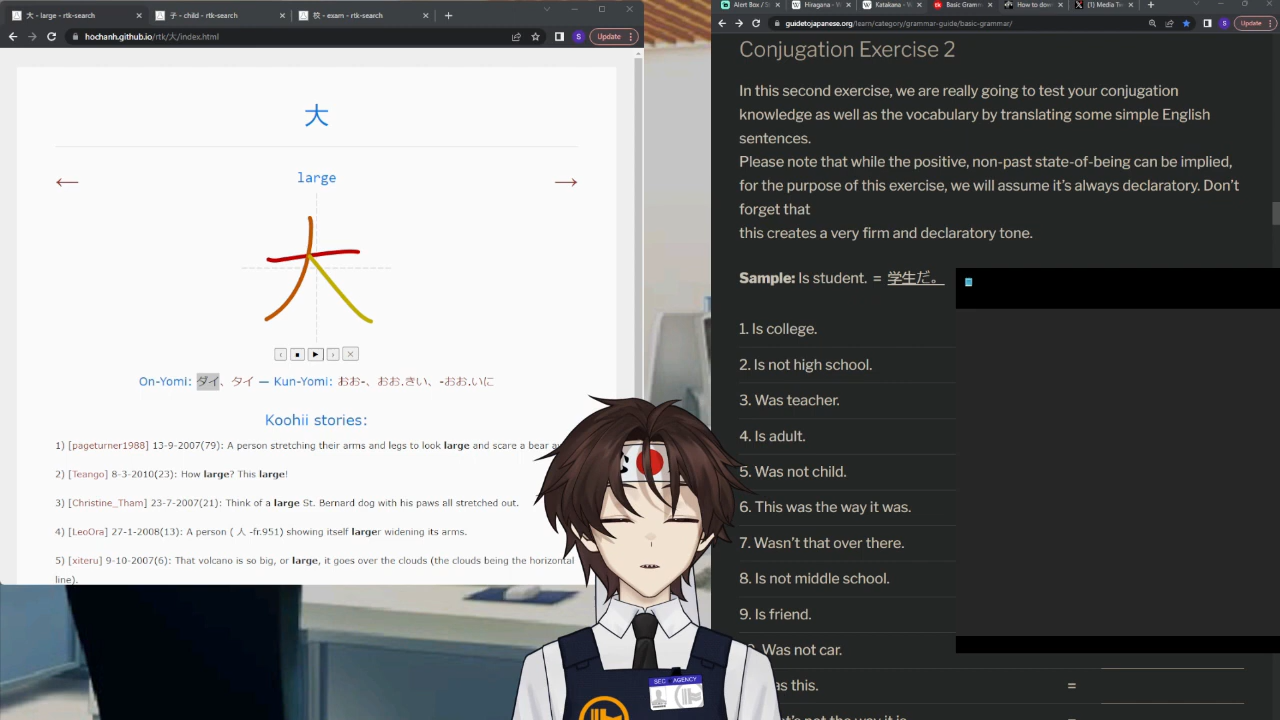 大 - large - rtk-search
子 - child - rtk-search
校 - exam - rtk-search
hochanh.github.io/rtk/大/index.html
S
Update
大
←
large
→
On-Yomi: ダイ、タイ — Kun-Yomi: おお-、おお.きい、-おお.いに
Koohii stories:
1) [pageturner1988] 13-9-2007(79): A person stretching their arms and legs to look large and scare a bear
2) [Teango] 8-3-2010(23): How large? This large!
3) [Christine_Tham] 23-7-2007(21): Think of a large St. Bernard dog with his paws all stretched out.
4) [LeoOra] 27-1-2008(13): A person ( 人 -fr.951) showing itself larger widening its arms.
5) [xiteru] 9-10-2007(6): That volcano is so big, or large, it goes over the clouds (the clouds being the horizontal
line).
Alert Box / S
Hiragana - W
Katakana - W
Basic Gramm
How to dow
(1) Media Tw
guidetojapanese.org/learn/category/grammar-guide/basic-grammar/
S
Update
Conjugation Exercise 2
In this second exercise, we are really going to test your conjugation
knowledge as well as the vocabulary by translating some simple English
sentences.
Please note that while the positive, non-past state-of-being can be implied,
for the purpose of this exercise, we will assume it's always declaratory. Don't
forget that
this creates a very firm and declaratory tone.
Sample: Is student. = 学生だ。
1. Is college.
2. Is not high school.
3. Was teacher.
4. Is adult.
5. Was not child.
6. This was the way it was.
7. Wasn't that over there.
8. Is not middle school.
9. Is friend.
Was not car.
as this. =
not the way it is =
SEC AGENCY